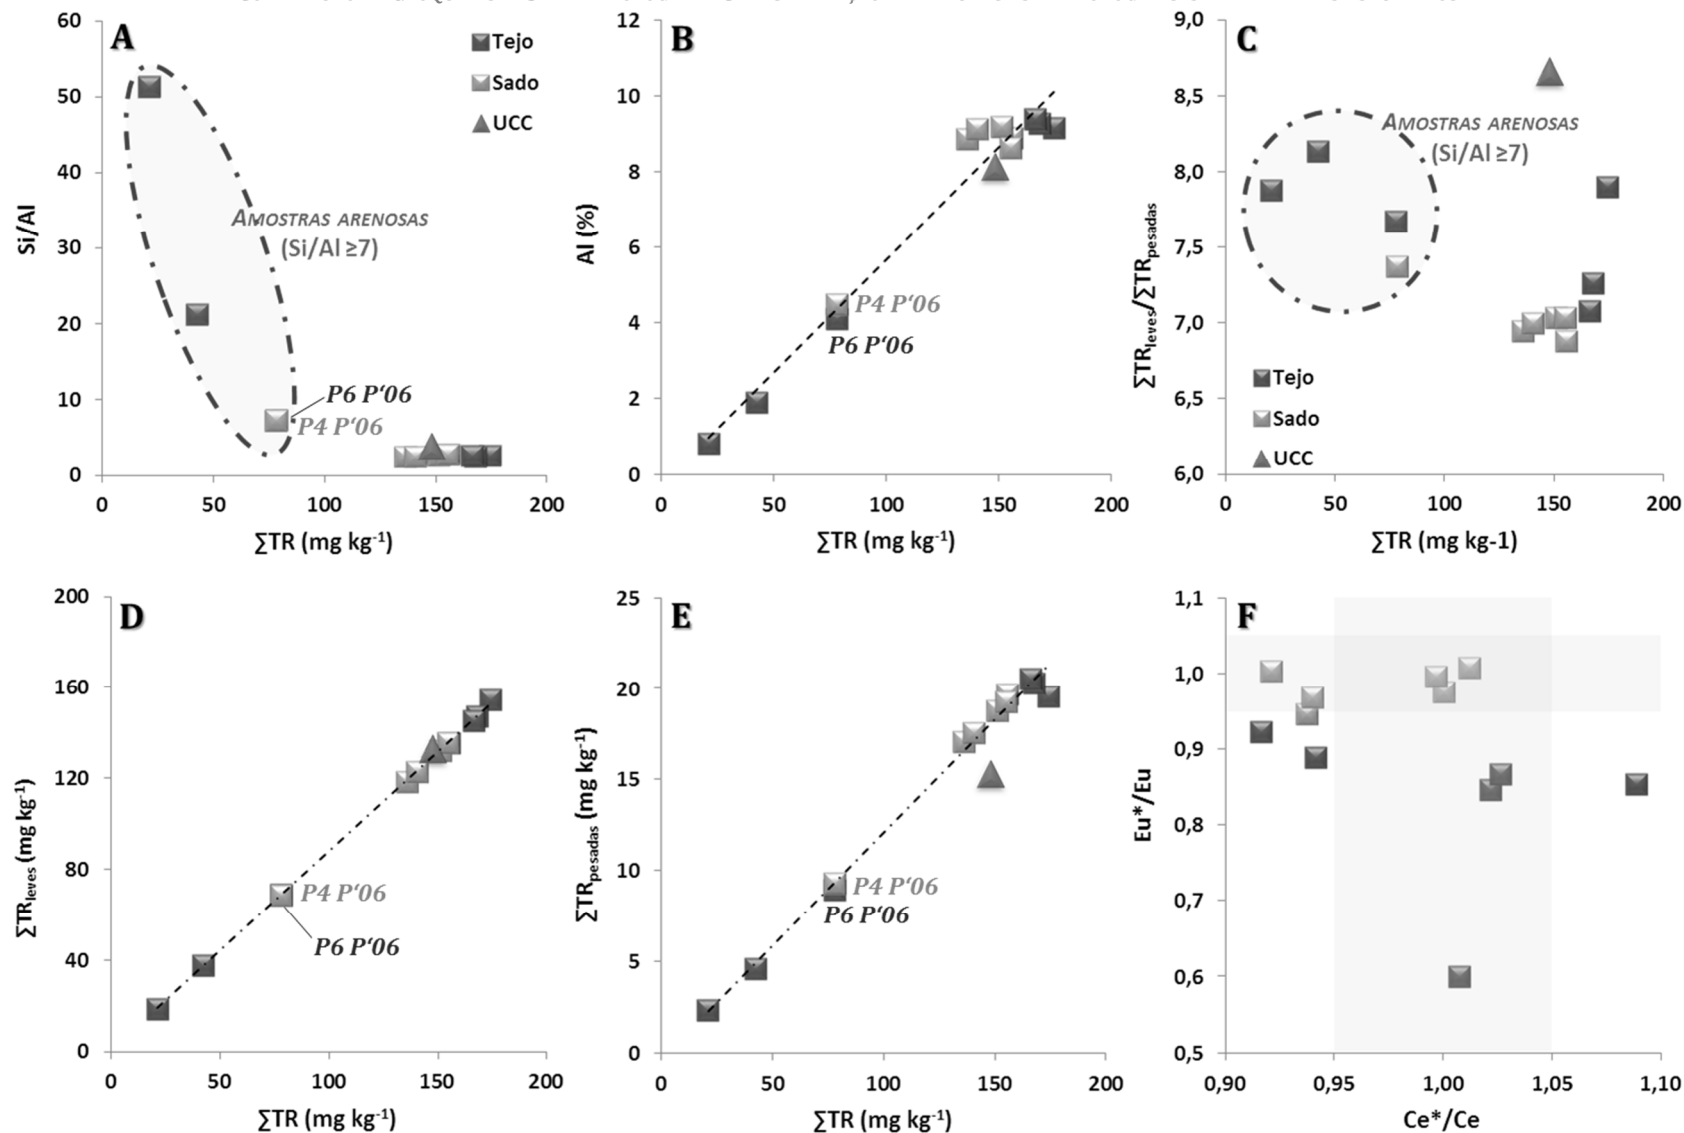 A
Tejo
Sado
UCC
AMOSTRAS ARENOSAS
(Si/Al ≥7)
P6 P'06
P4 P'06
Si/Al
60
50
40
30
20
10
0
0 50 100 150 200
∑TR (mg kg-1)
B
P4 P'06
P6 P'06
Al (%)
12
10
8
6
4
2
0
0 50 100 150 200
∑TR (mg kg-1)
C
AMOSTRAS ARENOSAS
(Si/Al ≥7)
Tejo
Sado
UCC
∑TRleves/∑TRpesadas
9,0
8,5
8,0
7,5
7,0
6,5
6,0
0 50 100 150 200
∑TR (mg kg-1)
D
P4 P'06
P6 P'06
∑TRleves (mg kg-1)
200
160
120
80
40
0
0 50 100 150 200
∑TR (mg kg-1)
E
P4 P'06
P6 P'06
∑TRpesadas (mg kg-1)
25
20
15
10
5
0
0 50 100 150 200
∑TR (mg kg-1)
F
Eu*/Eu
1,1
1,0
0,9
0,8
0,7
0,6
0,5
0,90 0,95 1,00 1,05 1,10
Ce*/Ce